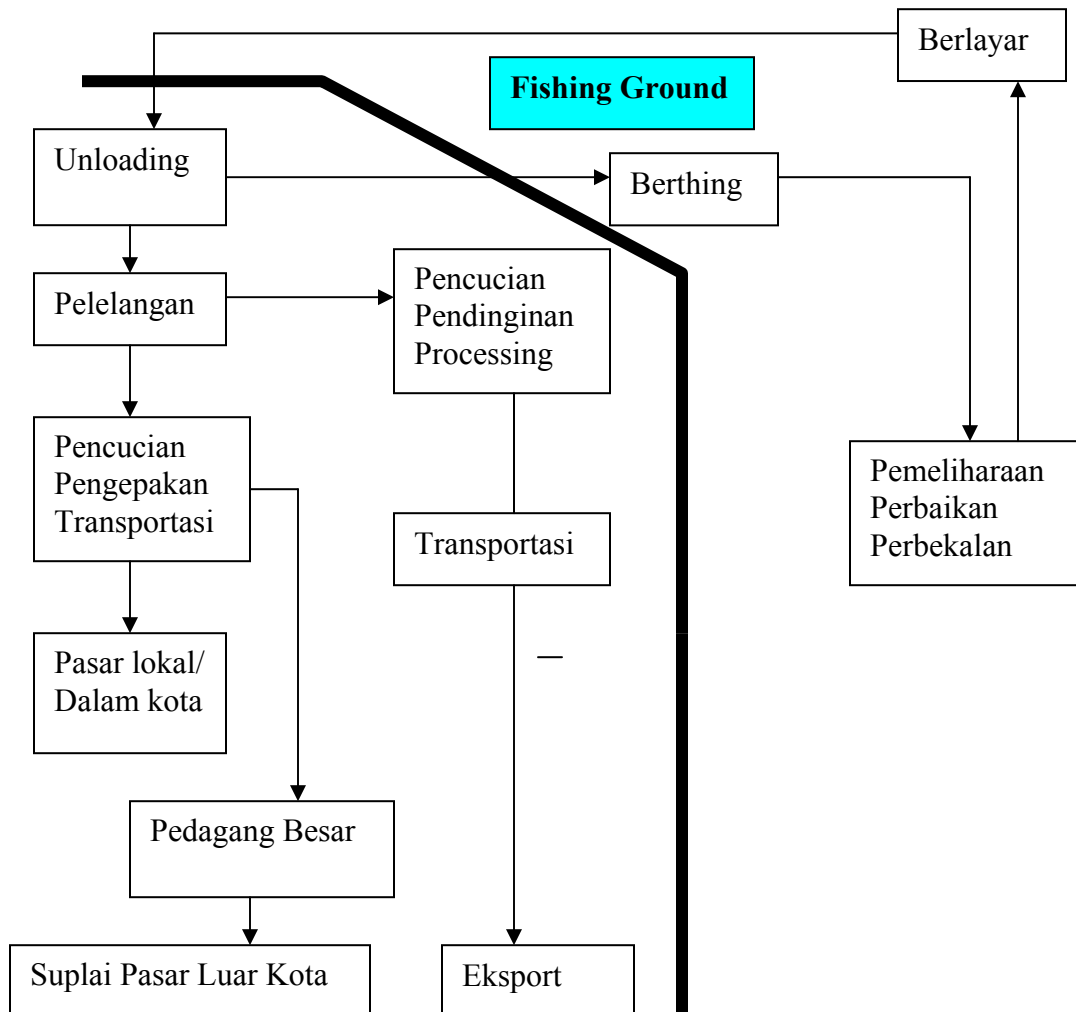 Berlayar
Fishing Ground
Unloading
Berthing
Pelelangan
Pencucian
Pendinginan
Processing
Pencucian
Pengepakan
Transportasi
Pemeliharaan
Perbaikan
Perbekalan
Transportasi
Pasar lokal/
Dalam kota
Pedagang Besar
Suplai Pasar Luar Kota
Eksport